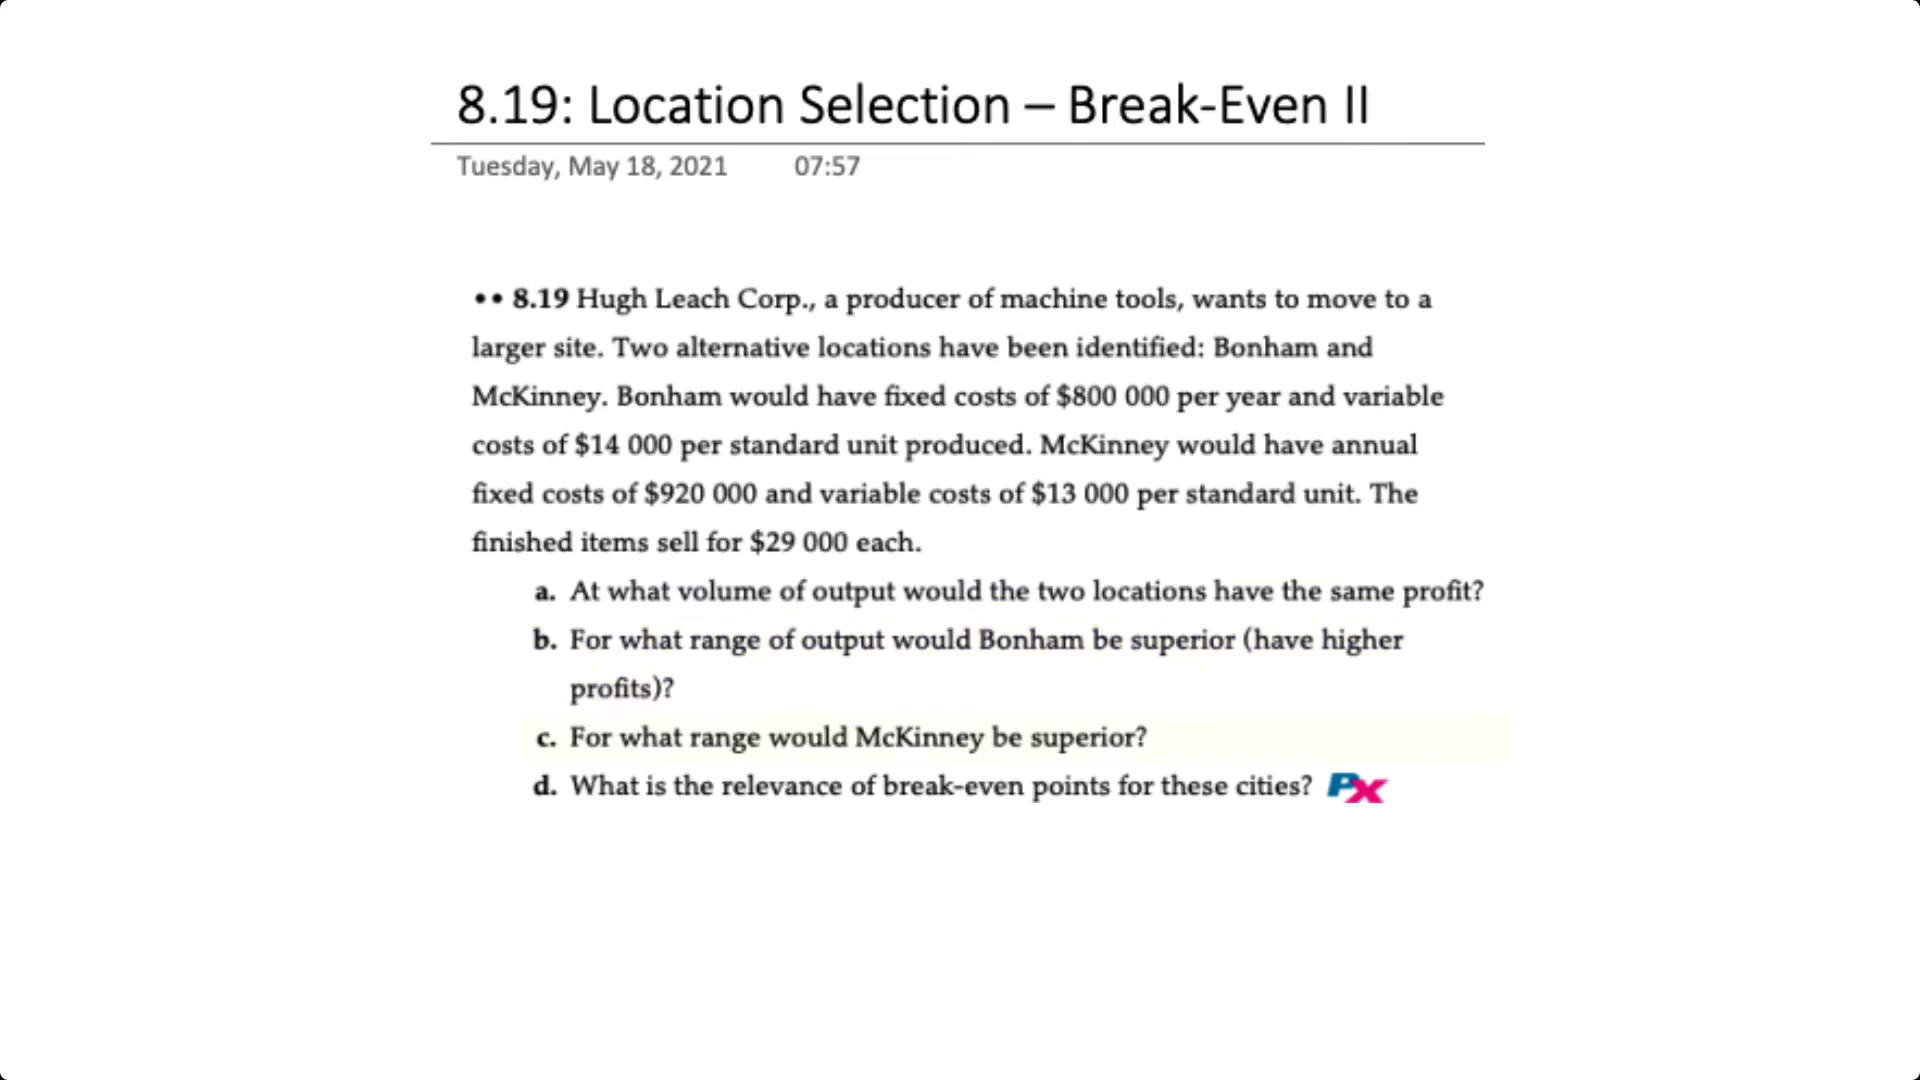 8.19: Location Selection – Break-Even II
Tuesday, May 18, 2021 07:57
•• 8.19 Hugh Leach Corp., a producer of machine tools, wants to move to a
larger site. Two alternative locations have been identified: Bonham and
McKinney. Bonham would have fixed costs of $800 000 per year and variable
costs of $14 000 per standard unit produced. McKinney would have annual
fixed costs of $920 000 and variable costs of $13 000 per standard unit. The
finished items sell for $29 000 each.
a. At what volume of output would the two locations have the same profit?
b. For what range of output would Bonham be superior (have higher
profits)?
c. For what range would McKinney be superior?
d. What is the relevance of break-even points for these cities? PX